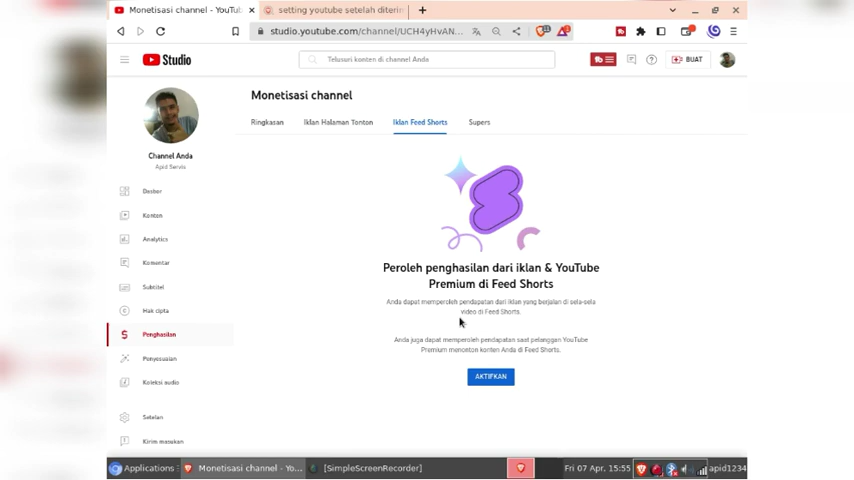 Monetisasi channel - YouTub
setting youtube setelah diterim
studio.youtube.com/channel/UCH4yHvAN...
Studio
Telusuri konten di channel Anda
BUAT
Channel Anda
Apid Servis
Dasbor
Konten
Analytics
Komentar
Subtitel
Hak cipta
Penghasilan
Penyesuaian
Koleksi audio
Setelan
Kirim masukan
Monetisasi channel
Ringkasan
Iklan Halaman Tonton
Iklan Feed Shorts
Supers
Peroleh penghasilan dari iklan & YouTube
Premium di Feed Shorts
Anda dapat memperoleh pendapatan dari iklan yang berjalan di sela-sela
video di Feed Shorts.
Anda juga dapat memperoleh pendapatan saat pelanggan YouTube
Premium menonton konten Anda di Feed Shorts.
AKTIFKAN
Applications
Monetisasi channel - Yo...
[SimpleScreenRecorder]
Fri 07 Apr, 15:55
apid1234